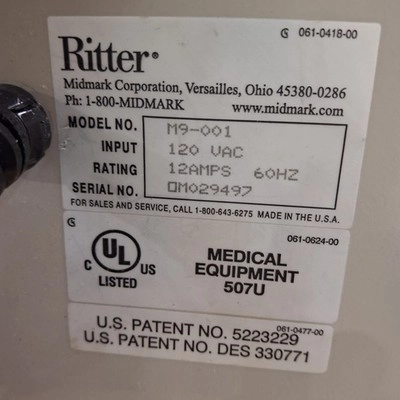 G 061-0418-00
Ritter®
Midmark Corporation, Versailles, Ohio 45380-0286
Ph: 1-800-MIDMARK www.midmark.com
MODEL NO. M9-001
INPUT 120 VAC
RATING 12AMPS 60HZ
SERIAL NO. 0M029497
FOR SALES AND SERVICE, CALL 1-800-643-6275 MADE IN THE U.S.A.
G 061-0624-00
C UL US
LISTED
MEDICAL
EQUIPMENT
507U
061-0477-00
U.S. PATENT NO. 5223229
U.S. PATENT NO. DES 330771